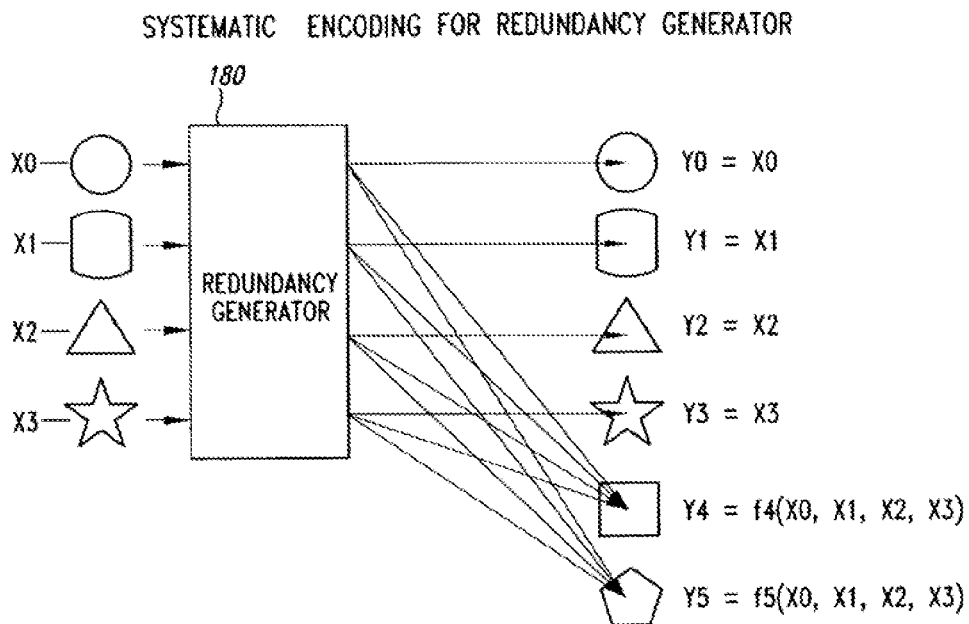 SYSTEMATIC ENCODING FOR REDUNDANCY GENERATOR
180
X0
X1
X2
X3
REDUNDANCY
GENERATOR
Y0 = X0
Y1 = X1
Y2 = X2
Y3 = X3
Y4 = f4(X0, X1, X2, X3)
Y5 = f5(X0, X1, X2, X3)